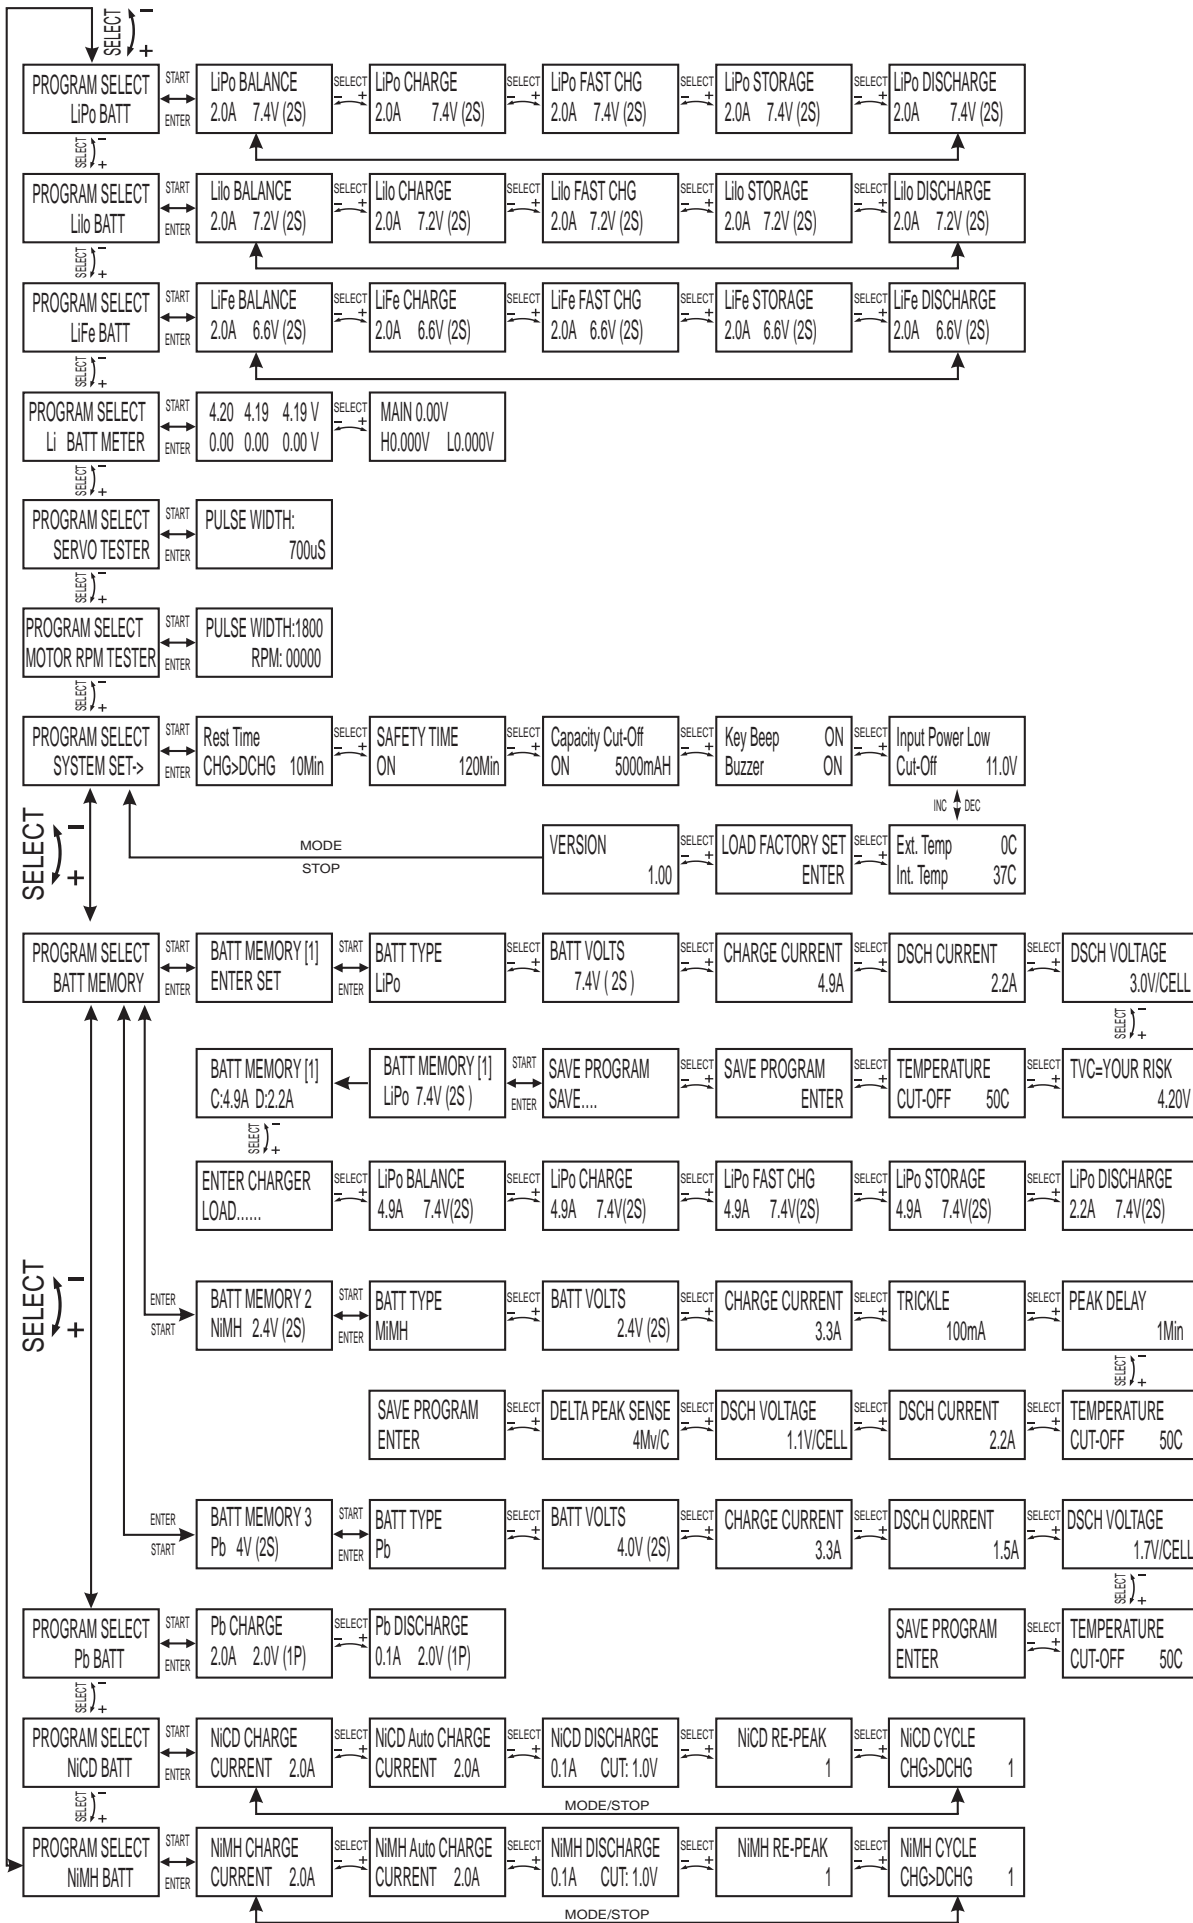 SELECT
−
+
PROGRAM SELECT
LiPo BATT
START
ENTER
LiPo BALANCE
2.0A 7.4V (2S)
SELECT
− +
LiPo CHARGE
2.0A 7.4V (2S)
SELECT
− +
LiPo FAST CHG
2.0A 7.4V (2S)
SELECT
− +
LiPo STORAGE
2.0A 7.4V (2S)
SELECT
− +
LiPo DISCHARGE
2.0A 7.4V (2S)
SELECT
−
+
PROGRAM SELECT
LiIo BATT
START
ENTER
LiIo BALANCE
2.0A 7.2V (2S)
SELECT
− +
LiIo CHARGE
2.0A 7.2V (2S)
SELECT
− +
LiIo FAST CHG
2.0A 7.2V (2S)
SELECT
− +
LiIo STORAGE
2.0A 7.2V (2S)
SELECT
− +
LiIo DISCHARGE
2.0A 7.2V (2S)
SELECT
−
+
PROGRAM SELECT
LiFe BATT
START
ENTER
LiFe BALANCE
2.0A 6.6V (2S)
SELECT
− +
LiFe CHARGE
2.0A 6.6V (2S)
SELECT
− +
LiFe FAST CHG
2.0A 6.6V (2S)
SELECT
− +
LiFe STORAGE
2.0A 6.6V (2S)
SELECT
− +
LiFe DISCHARGE
2.0A 6.6V (2S)
SELECT
−
+
PROGRAM SELECT
Li BATT METER
START
ENTER
4.20 4.19 4.19 V
0.00 0.00 0.00 V
SELECT
− +
MAIN 0.00V
H0.000V L0.000V
SELECT
−
+
PROGRAM SELECT
SERVO TESTER
START
ENTER
PULSE WIDTH:
700uS
SELECT
−
+
PROGRAM SELECT
MOTOR RPM TESTER
START
ENTER
PULSE WIDTH:1800
RPM: 00000
SELECT
−
+
PROGRAM SELECT
SYSTEM SET->
START
ENTER
Rest Time
CHG>DCHG 10Min
SELECT
− +
SAFETY TIME
ON 120Min
SELECT
− +
Capacity Cut-Off
ON 5000mAH
SELECT
− +
Key Beep ON
Buzzer ON
SELECT
− +
Input Power Low
Cut-Off 11.0V
INC DEC
SELECT
−
+
MODE
STOP
VERSION
1.00
SELECT
− +
LOAD FACTORY SET
ENTER
SELECT
− +
Ext. Temp 0C
Int. Temp 37C
PROGRAM SELECT
BATT MEMORY
START
ENTER
BATT MEMORY [1]
ENTER SET
START
ENTER
BATT TYPE
LiPo
SELECT
− +
BATT VOLTS
7.4V ( 2S )
SELECT
− +
CHARGE CURRENT
4.9A
SELECT
− +
DSCH CURRENT
2.2A
SELECT
− +
DSCH VOLTAGE
3.0V/CELL
SELECT
−
+
BATT MEMORY [1]
C:4.9A D:2.2A
BATT MEMORY [1]
LiPo 7.4V (2S )
START
ENTER
SAVE PROGRAM
SAVE....
SELECT
− +
SAVE PROGRAM
ENTER
SELECT
− +
TEMPERATURE
CUT-OFF 50C
SELECT
− +
TVC=YOUR RISK
4.20V
SELECT
−
+
ENTER CHARGER
LOAD......
SELECT
− +
LiPo BALANCE
4.9A 7.4V(2S)
SELECT
− +
LiPo CHARGE
4.9A 7.4V(2S)
SELECT
− +
LiPo FAST CHG
4.9A 7.4V(2S)
SELECT
− +
LiPo STORAGE
4.9A 7.4V(2S)
SELECT
− +
LiPo DISCHARGE
2.2A 7.4V(2S)
SELECT
−
+
ENTER
START
BATT MEMORY 2
NiMH 2.4V (2S)
START
ENTER
BATT TYPE
MiMH
SELECT
− +
BATT VOLTS
2.4V (2S)
SELECT
− +
CHARGE CURRENT
3.3A
SELECT
− +
TRICKLE
100mA
SELECT
− +
PEAK DELAY
1Min
SELECT
−
+
SAVE PROGRAM
ENTER
SELECT
− +
DELTA PEAK SENSE
4Mv/C
SELECT
− +
DSCH VOLTAGE
1.1V/CELL
SELECT
− +
DSCH CURRENT
2.2A
SELECT
− +
TEMPERATURE
CUT-OFF 50C
ENTER
START
BATT MEMORY 3
Pb 4V (2S)
START
ENTER
BATT TYPE
Pb
SELECT
− +
BATT VOLTS
4.0V (2S)
SELECT
− +
CHARGE CURRENT
3.3A
SELECT
− +
DSCH CURRENT
1.5A
SELECT
− +
DSCH VOLTAGE
1.7V/CELL
SELECT
−
+
PROGRAM SELECT
Pb BATT
START
ENTER
Pb CHARGE
2.0A 2.0V (1P)
SELECT
− +
Pb DISCHARGE
0.1A 2.0V (1P)
SAVE PROGRAM
ENTER
SELECT
− +
TEMPERATURE
CUT-OFF 50C
SELECT
−
+
PROGRAM SELECT
NiCD BATT
START
ENTER
NiCD CHARGE
CURRENT 2.0A
SELECT
− +
NiCD Auto CHARGE
CURRENT 2.0A
SELECT
− +
NiCD DISCHARGE
0.1A CUT: 1.0V
SELECT
− +
NiCD RE-PEAK
1
SELECT
− +
NiCD CYCLE
CHG>DCHG 1
MODE/STOP
SELECT
−
+
PROGRAM SELECT
NiMH BATT
START
ENTER
NiMH CHARGE
CURRENT 2.0A
SELECT
− +
NiMH Auto CHARGE
CURRENT 2.0A
SELECT
− +
NiMH DISCHARGE
0.1A CUT: 1.0V
SELECT
− +
NiMH RE-PEAK
1
SELECT
− +
NiMH CYCLE
CHG>DCHG 1
MODE/STOP